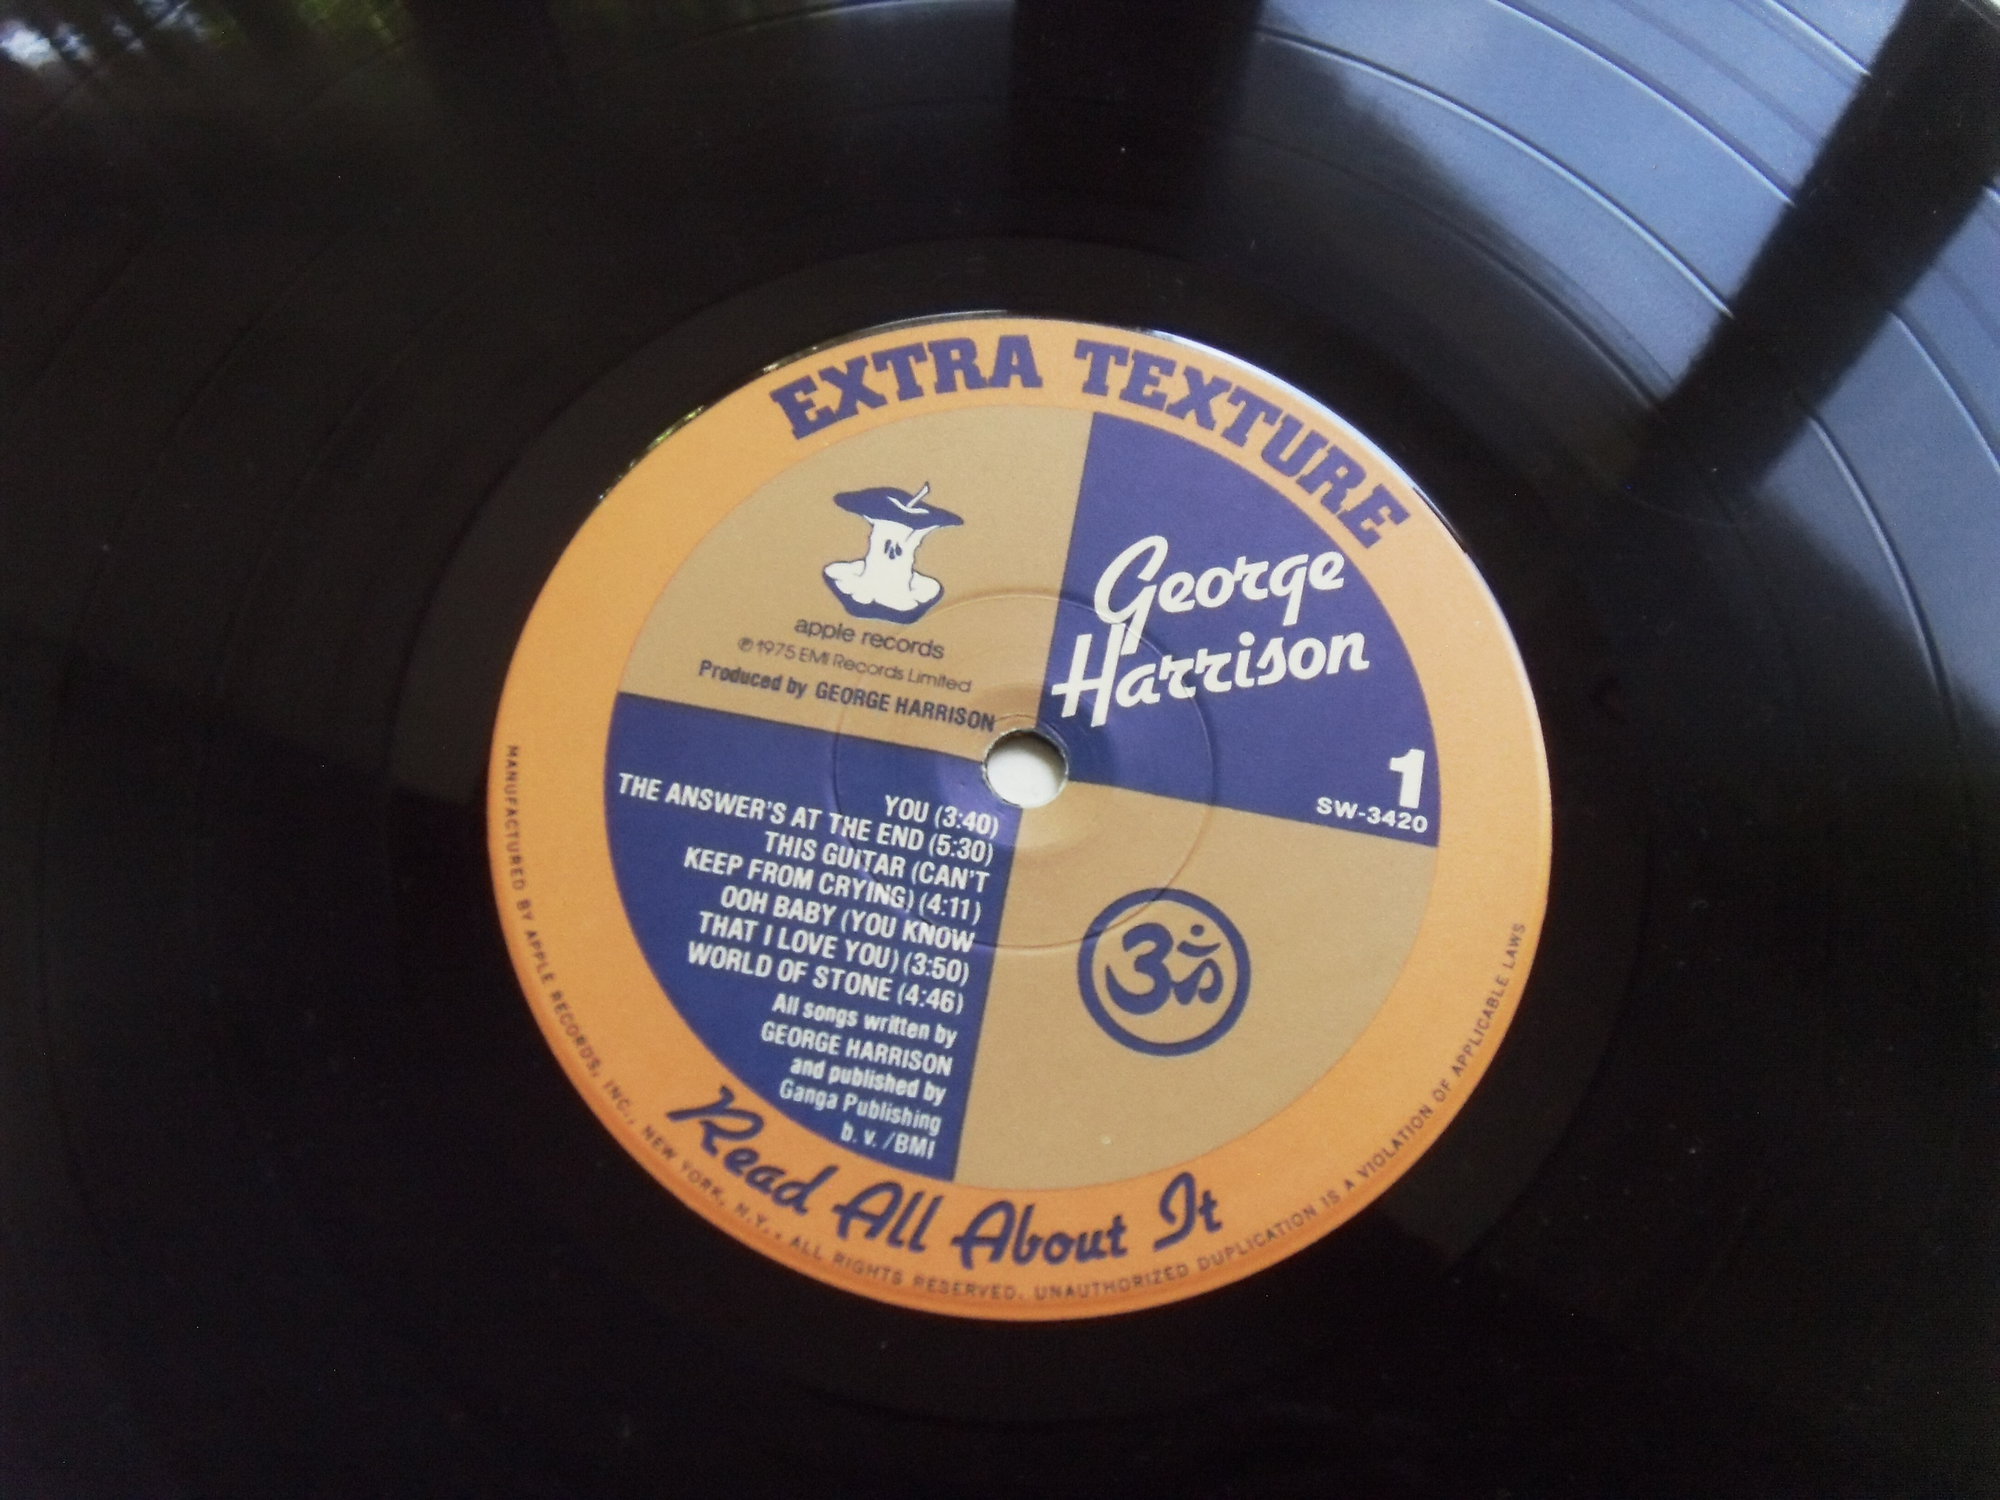 EXTRA TEXTURE
apple records
℗ 1975 EMI Records Limited
Produced by GEORGE HARRISON
George
Harrison
1
SW-3420
YOU (3:40)
THE ANSWER'S AT THE END (5:30)
THIS GUITAR (CAN'T
KEEP FROM CRYING) (4:11)
OOH BABY (YOU KNOW
THAT I LOVE YOU) (3:50)
WORLD OF STONE (4:46)
All songs written by
GEORGE HARRISON
and published by
Ganga Publishing
b. v. /BMI
ॐ
Read All About It
MANUFACTURED BY APPLE RECORDS, INC., NEW YORK, N.Y., ALL RIGHTS RESERVED. UNAUTHORIZED DUPLICATION IS A VIOLATION OF APPLICABLE LAWS